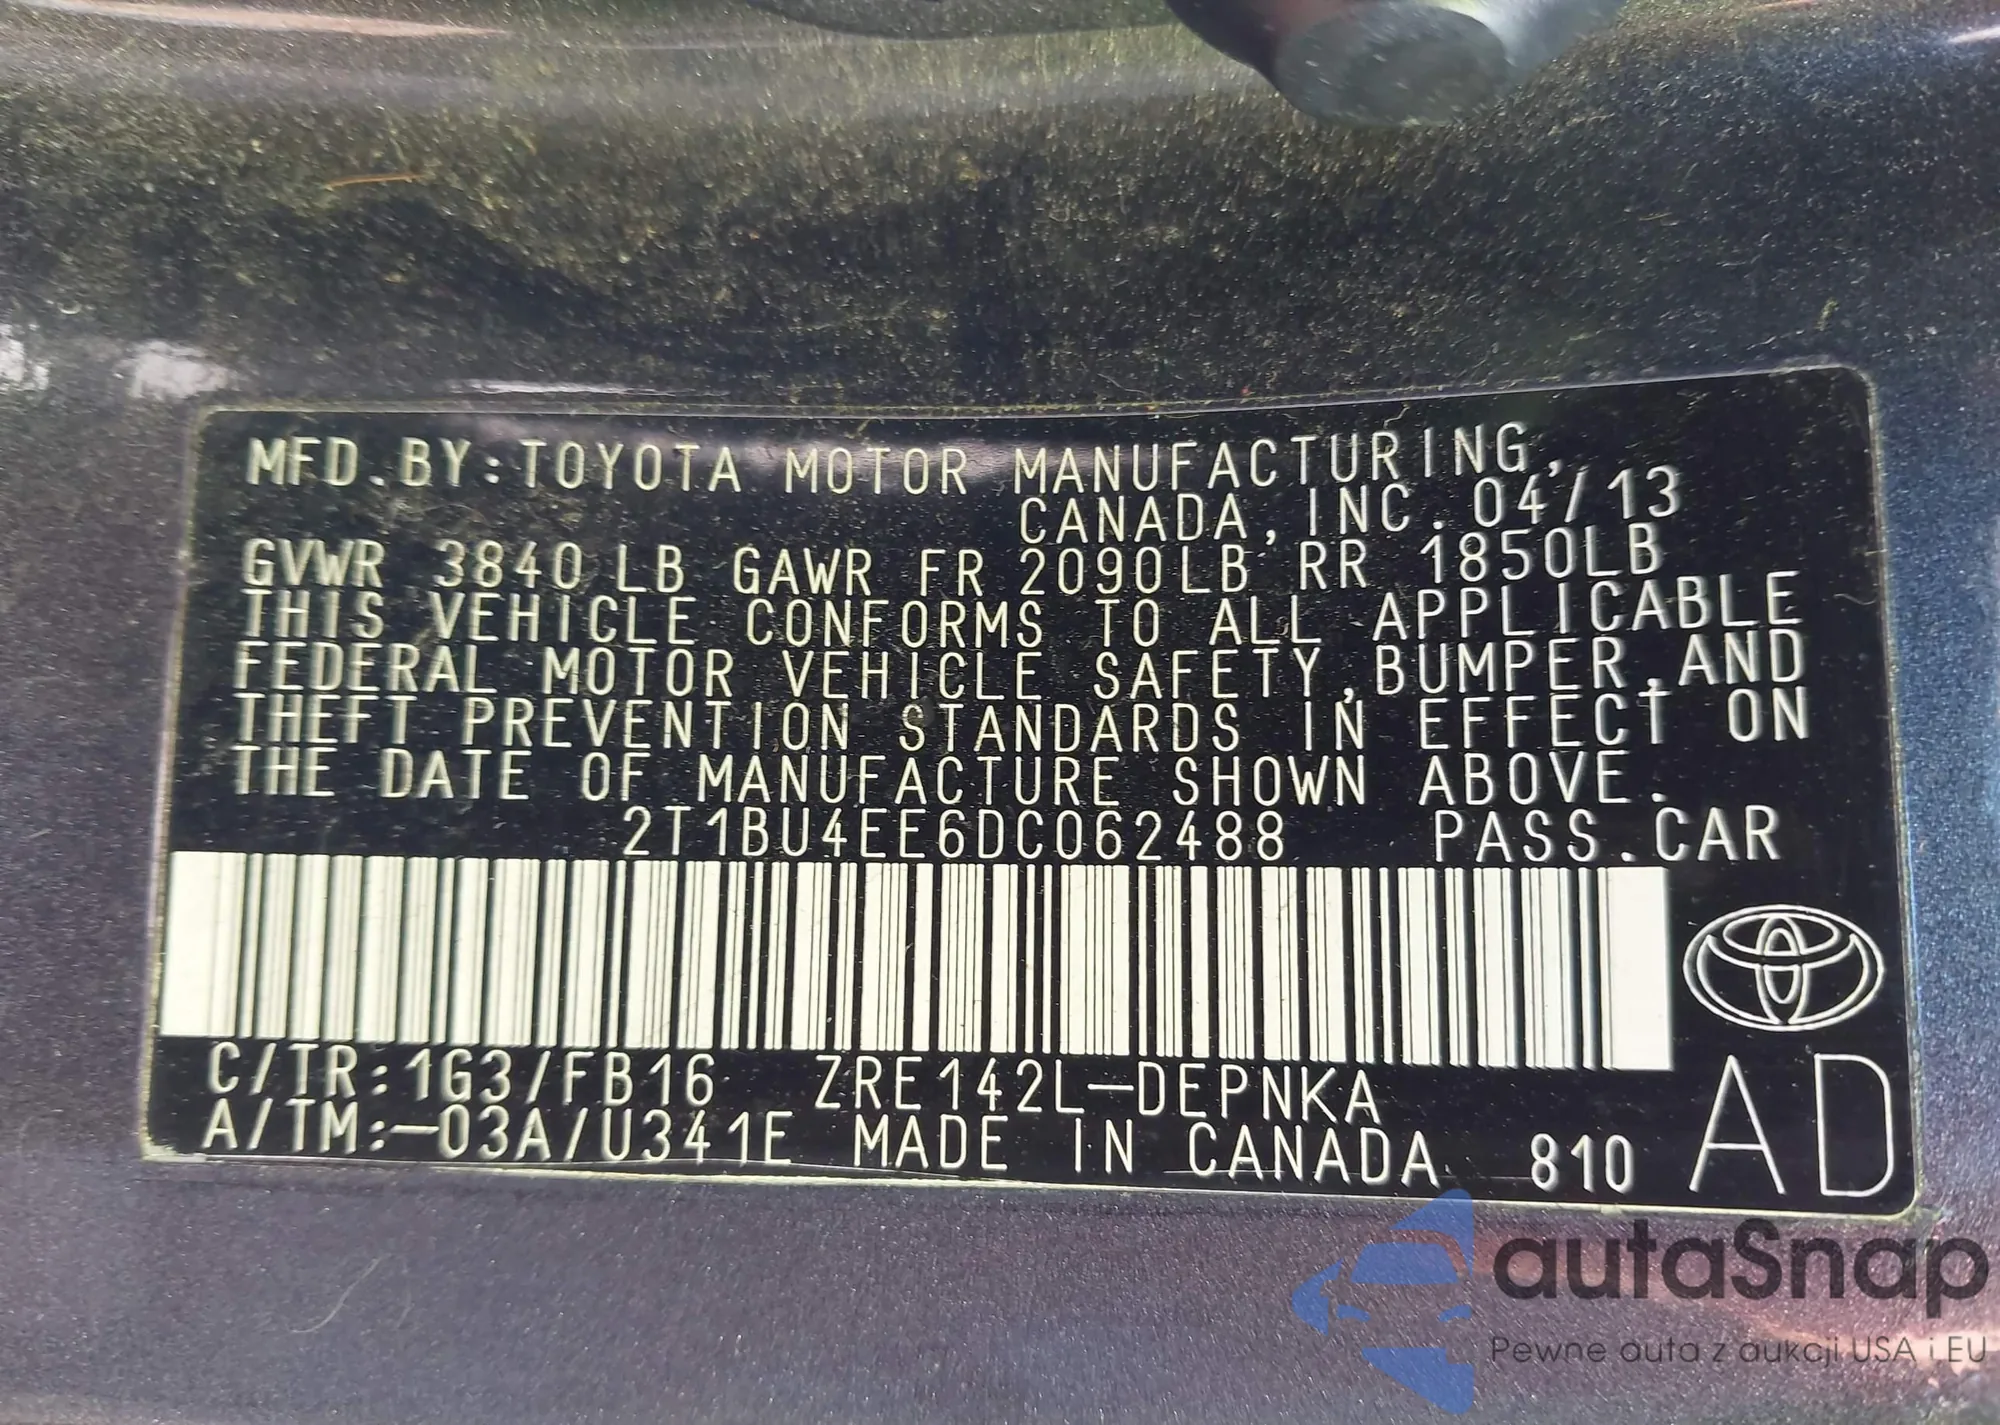 MFD.BY:TOYOTA MOTOR MANUFACTURING,
CANADA, INC. 04/13
GVWR 3840LB GAWR FR 2090LB RR 1850LB
THIS VEHICLE CONFORMS TO ALL APPLICABLE
FEDERAL MOTOR VEHICLE SAFETY,BUMPER,AND
THEFT PREVENTION STANDARDS IN EFFECT ON
THE DATE OF MANUFACTURE SHOWN ABOVE.
2T1BU4EE6DC062488 PASS.CAR
C/TR:1G3/FB16 ZRE142L-DEPNKA
A/TM:-03A/U341E MADE IN CANADA 810
AD
autaSnap
Pewne auta z aukcji USA i EU